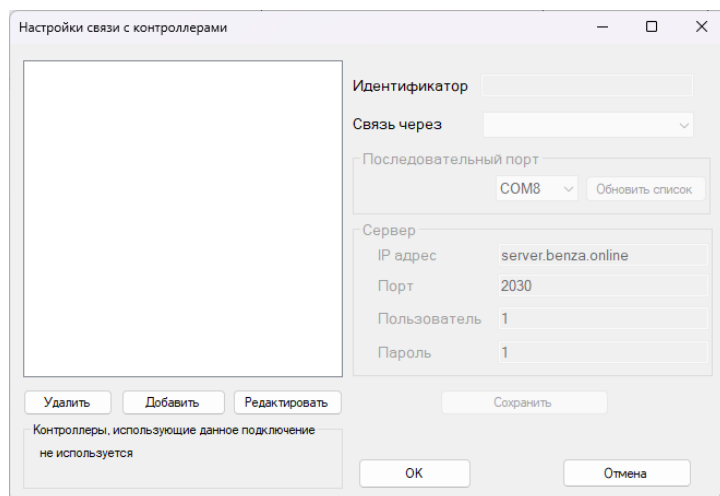 Настройки связи с контроллерами
Идентификатор
Связь через
Последовательный порт
COM8 Обновить список
Сервер
IP адрес server.benza.online
Порт 2030
Пользователь 1
Пароль 1
Удалить Добавить Редактировать Сохранить
Контроллеры, использующие данное подключение
не используется
OK Отмена